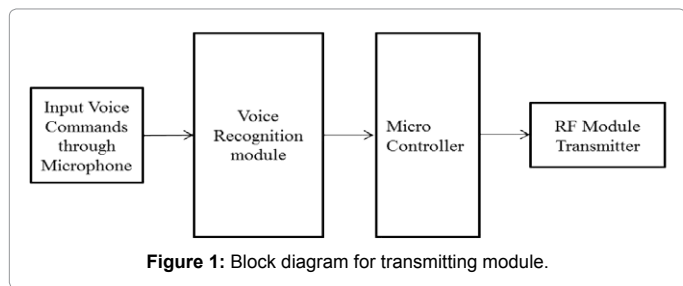 Input Voice
Commands
through
Microphone
Voice
Recognition
module
Micro
Controller
RF Module
Transmitter
Figure 1: Block diagram for transmitting module.